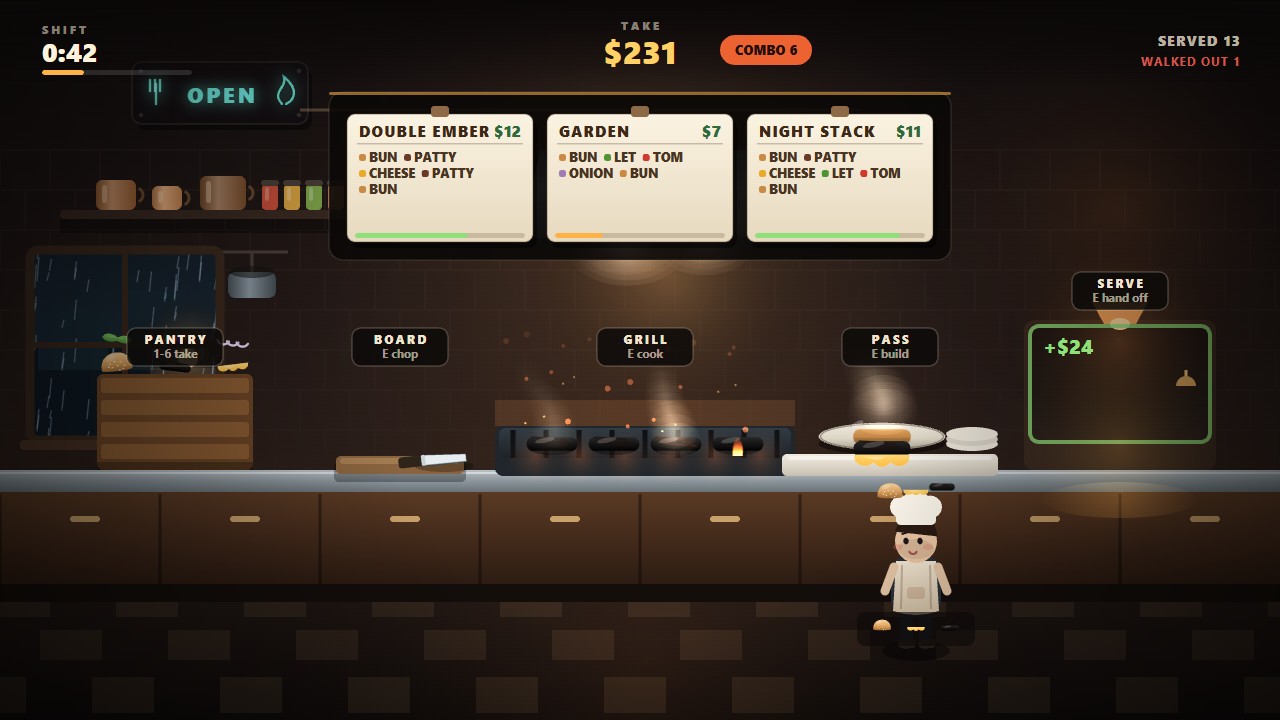 SHIFT
0:42
OPEN
TAKE
$231
COMBO 6
SERVED 13
WALKED OUT 1
DOUBLE EMBER $12
BUN PATTY
CHEESE PATTY
BUN
GARDEN $7
BUN LET TOM
ONION BUN
NIGHT STACK $11
BUN PATTY
CHEESE LET TOM
BUN
PANTRY
1-6 take
BOARD
E chop
GRILL
E cook
PASS
E build
SERVE
E hand off
+$24